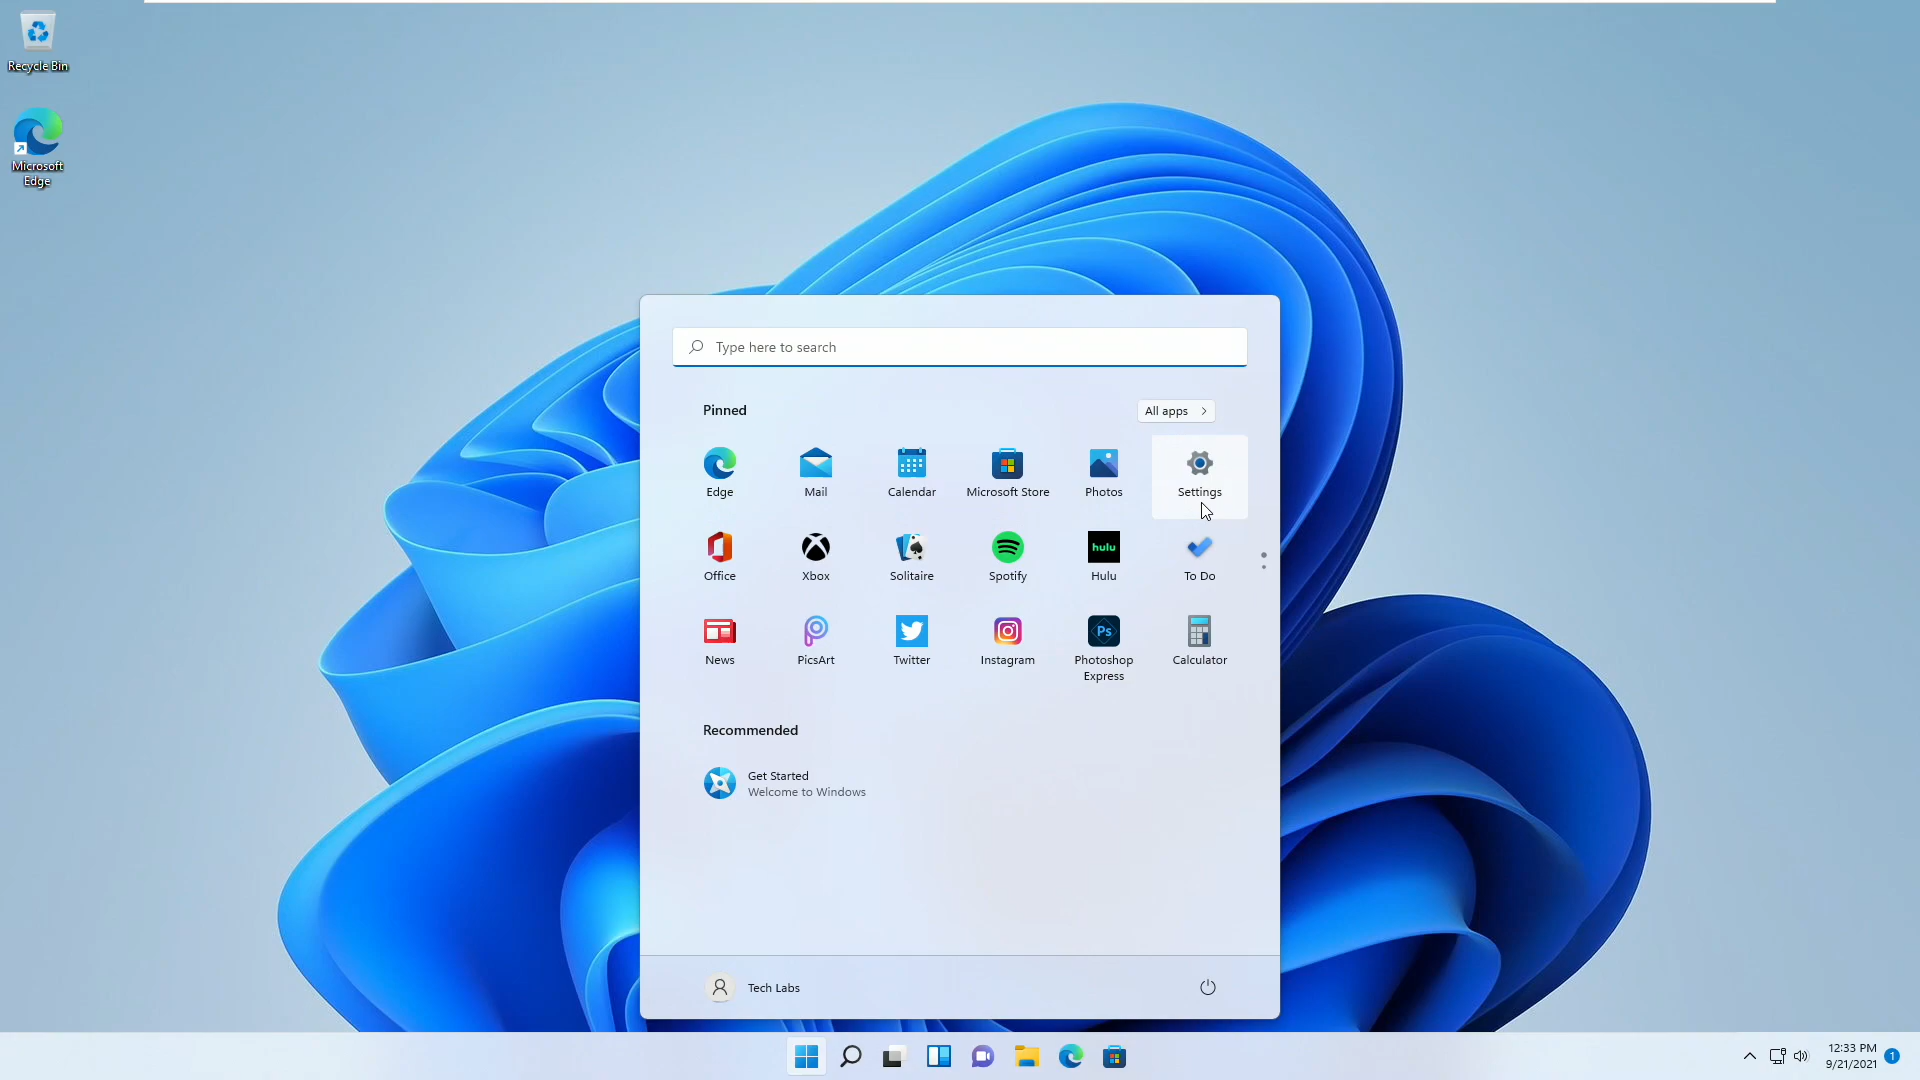 Recycle Bin
Microsoft
Edge
Type here to search
Pinned
All apps
Edge
Mail
Calendar
Microsoft Store
Photos
Settings
hulu
Office
Xbox
Solitaire
Spotify
Hulu
To Do
Ps
News
PicsArt
Twitter
Instagram
Photoshop
Express
Calculator
Recommended
Get Started
Welcome to Windows
Tech Labs
12:33 PM
9/21/2021
1